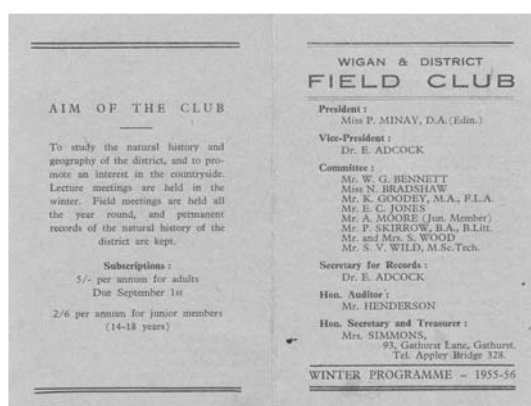 AIM OF THE CLUB
To study the natural history and
geography of the district, and to pro-
mote an interest in the countryside.
Lecture meetings are held in the
winter. Field meetings are held all
the year round, and permanent
records of the natural history of the
district are kept.
Subscriptions :
5/- per annum for adults
Due September 1st
2/6 per annum for junior members
(14-18 years)
WIGAN & DISTRICT
FIELD CLUB
President :
Miss P. MINAY, D.A. (Edin.)
Vice-President :
Dr. E. ADCOCK
Committee :
Mr. W. G. BENNETT
Miss N. BRADSHAW
Mr. K. GOODEY, M.A., F.L.A.
Mr. E. C. JONES
Mr. A. MOORE (Jun. Member)
Mr. P. SKIRROW, B.A., B.Litt.
Mr. and Mrs. S. WOOD
Mr. S. V. WILD, M.Sc.Tech.
Secretary for Records :
Dr. E. ADCOCK
Hon. Auditor :
Mr. HENDERSON
Hon. Secretary and Treasurer :
Mrs. SIMMONS,
93, Gathurst Lane, Gathurst.
Tel. Appley Bridge 328.
WINTER PROGRAMME – 1955-56